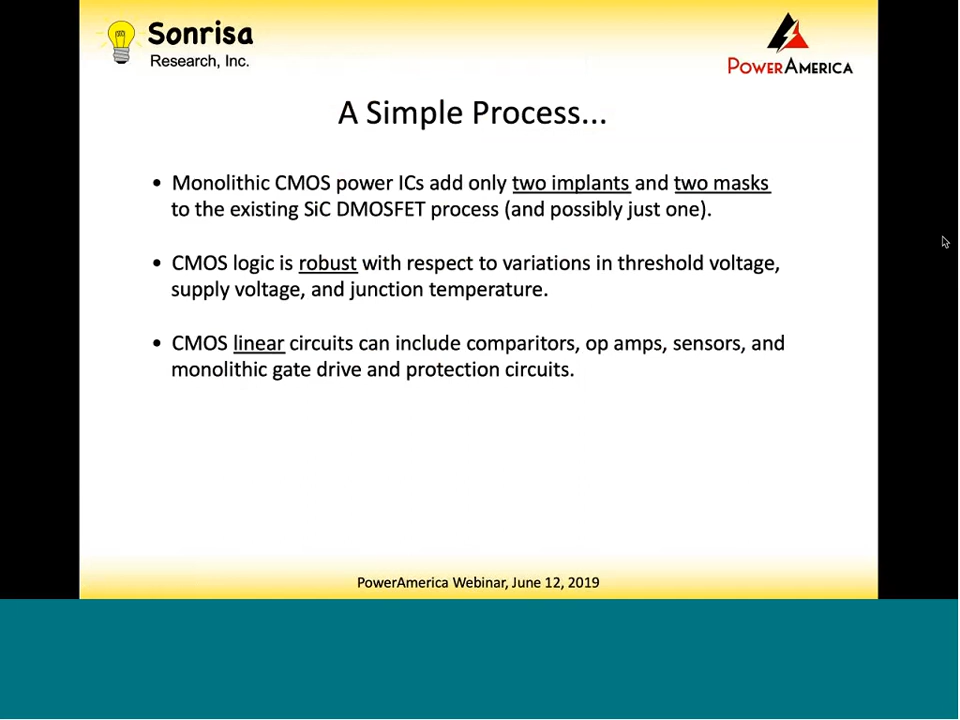 Sonrisa
Research, Inc.
POWERAMERICA
A Simple Process...
• Monolithic CMOS power ICs add only two implants and two masks
to the existing SiC DMOSFET process (and possibly just one).
• CMOS logic is robust with respect to variations in threshold voltage,
supply voltage, and junction temperature.
• CMOS linear circuits can include comparitors, op amps, sensors, and
monolithic gate drive and protection circuits.
PowerAmerica Webinar, June 12, 2019